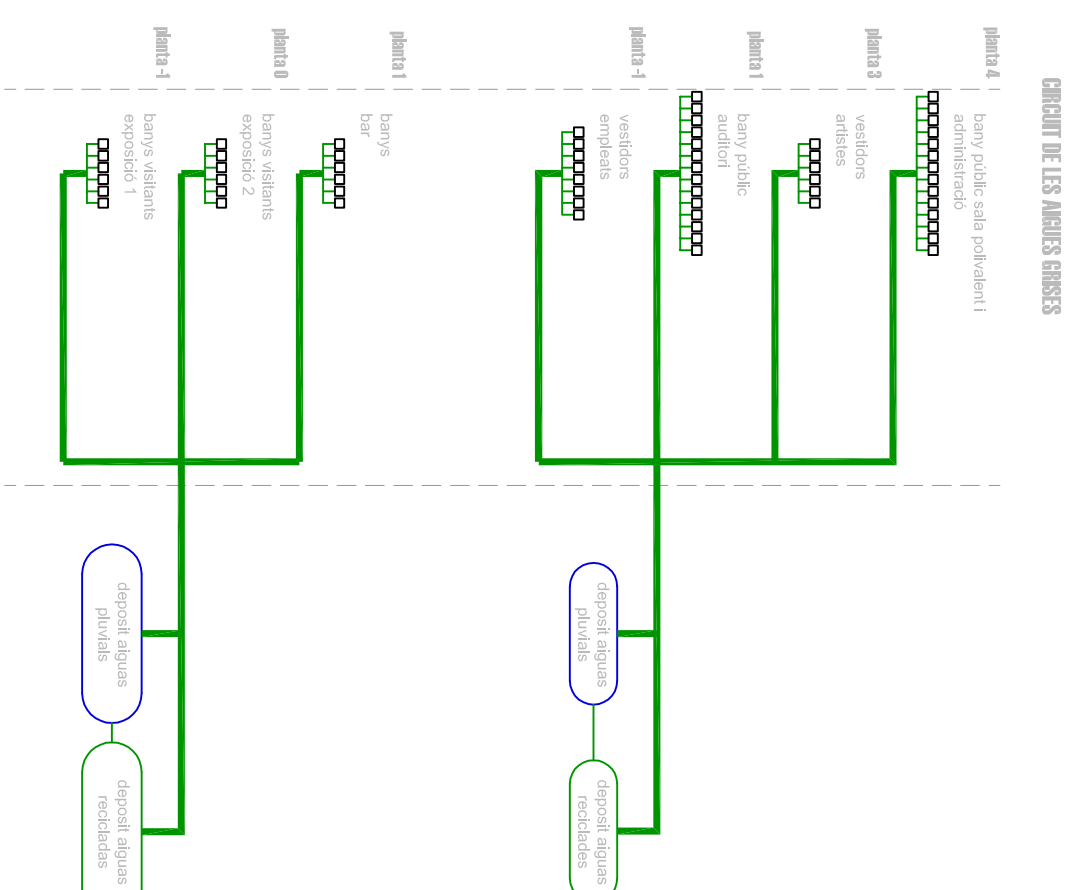 CIRCUIT DE LES AIGUES GRISES
planta 4
bany públic sala polivalent i
administració
planta 3
vestidors
artistes
planta 1
bany públic
auditori
planta -1
vestidors
empleats
deposit aiguas
pluvials
deposit aiguas
reciclades
planta 1
banys
bar
planta 0
banys visitants
exposició 2
planta -1
banys visitants
exposició 1
deposit aiguas
pluvials
deposit aiguas
recicladas